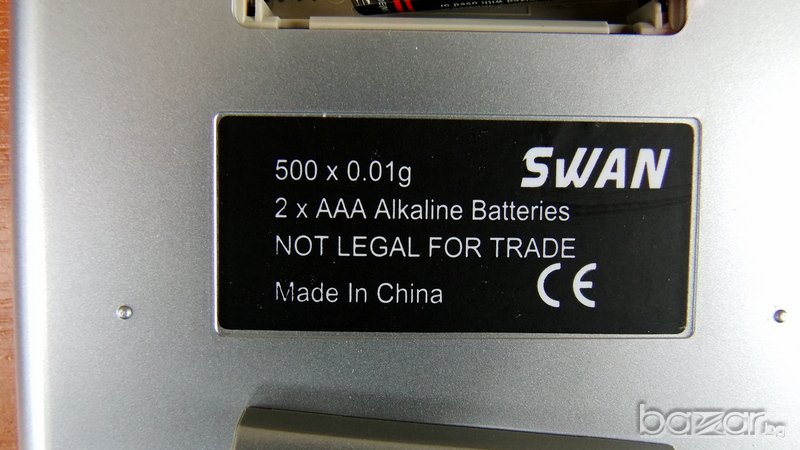 500 x 0.01g
SWAN
2 x AAA Alkaline Batteries
NOT LEGAL FOR TRADE
Made In China
CE
bazar.bg